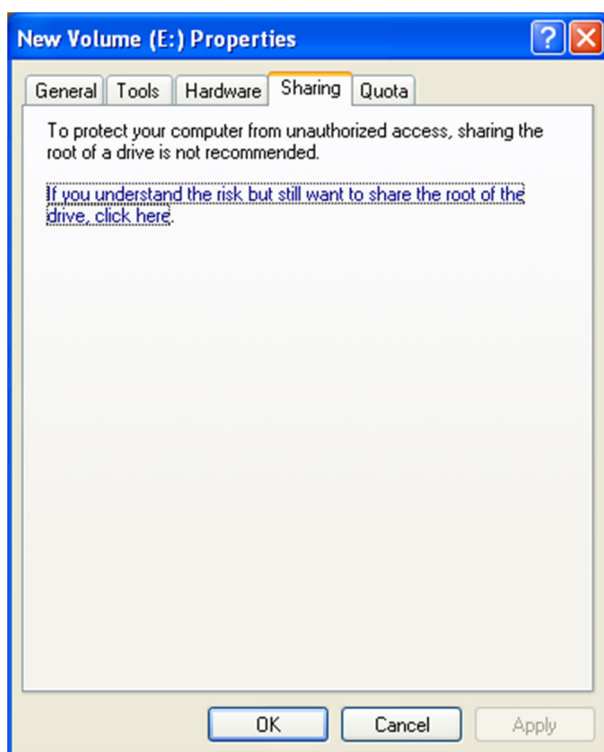 New Volume (E:) Properties
General Tools Hardware Sharing Quota
To protect your computer from unauthorized access, sharing the
root of a drive is not recommended.
If you understand the risk but still want to share the root of the
drive, click here.
OK Cancel Apply